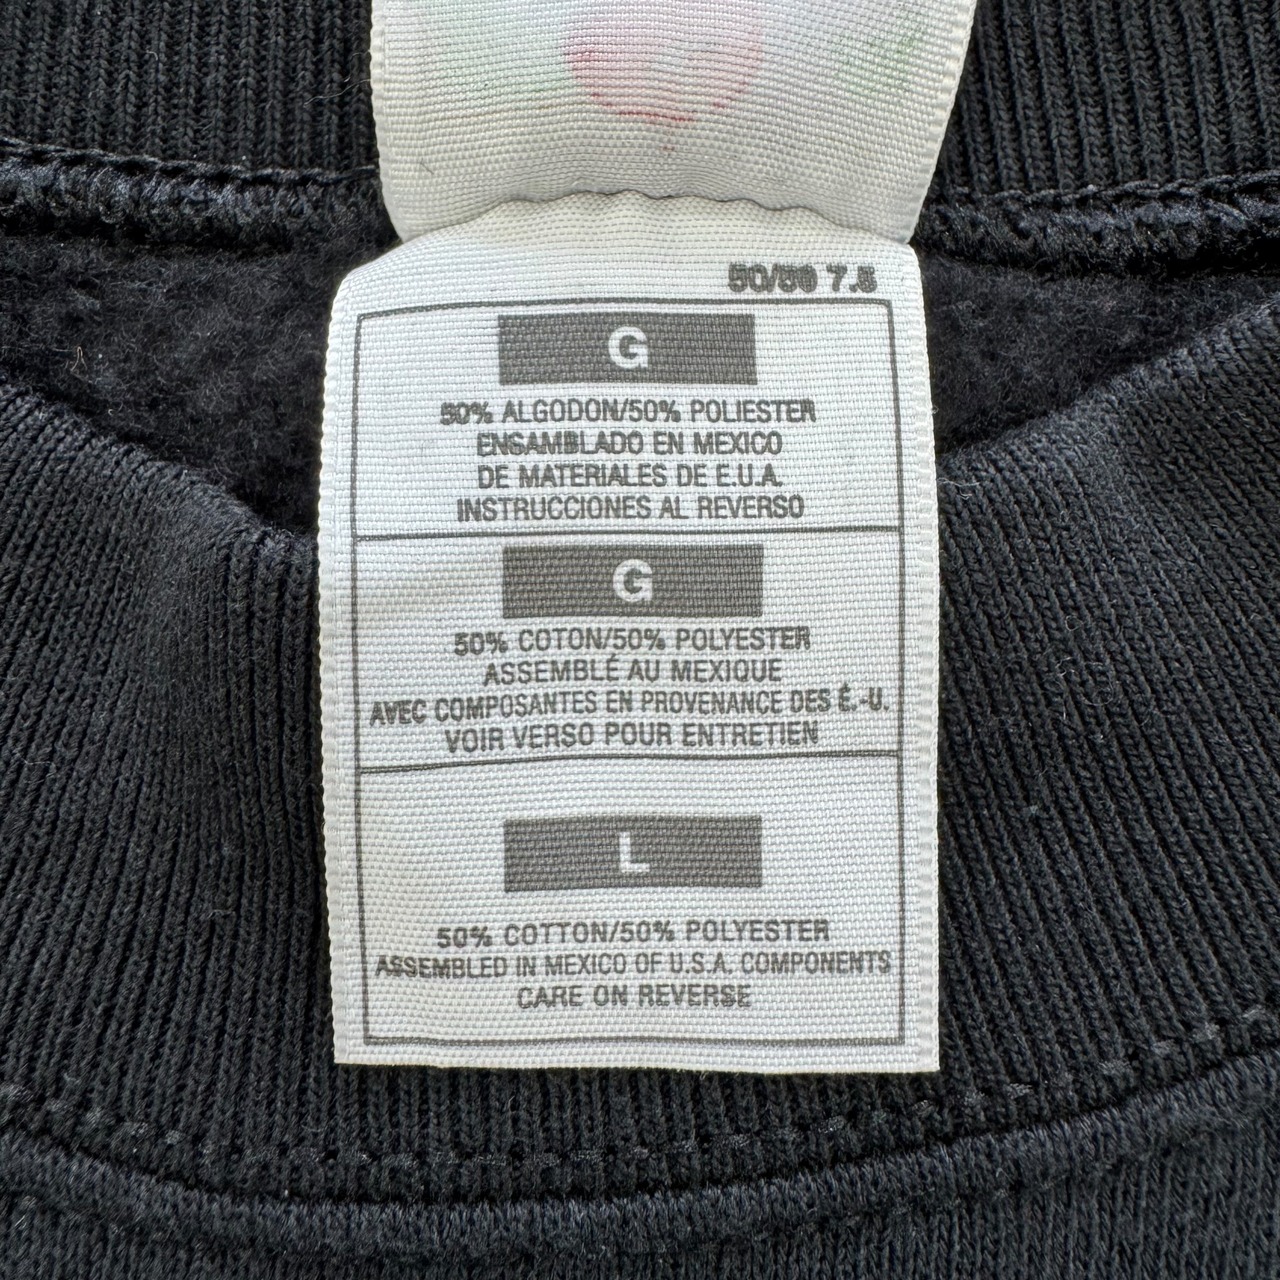 50/50 7.5
G
50% ALGODON/50% POLIESTER
ENSAMBLADO EN MEXICO
DE MATERIALES DE E.U.A.
INSTRUCCIONES AL REVERSO
G
50% COTON/50% POLYESTER
ASSEMBLÉ AU MEXIQUE
AVEC COMPOSANTES EN PROVENANCE DES É.-U.
VOIR VERSO POUR ENTRETIEN
L
50% COTTON/50% POLYESTER
ASSEMBLED IN MEXICO OF U.S.A. COMPONENTS
CARE ON REVERSE